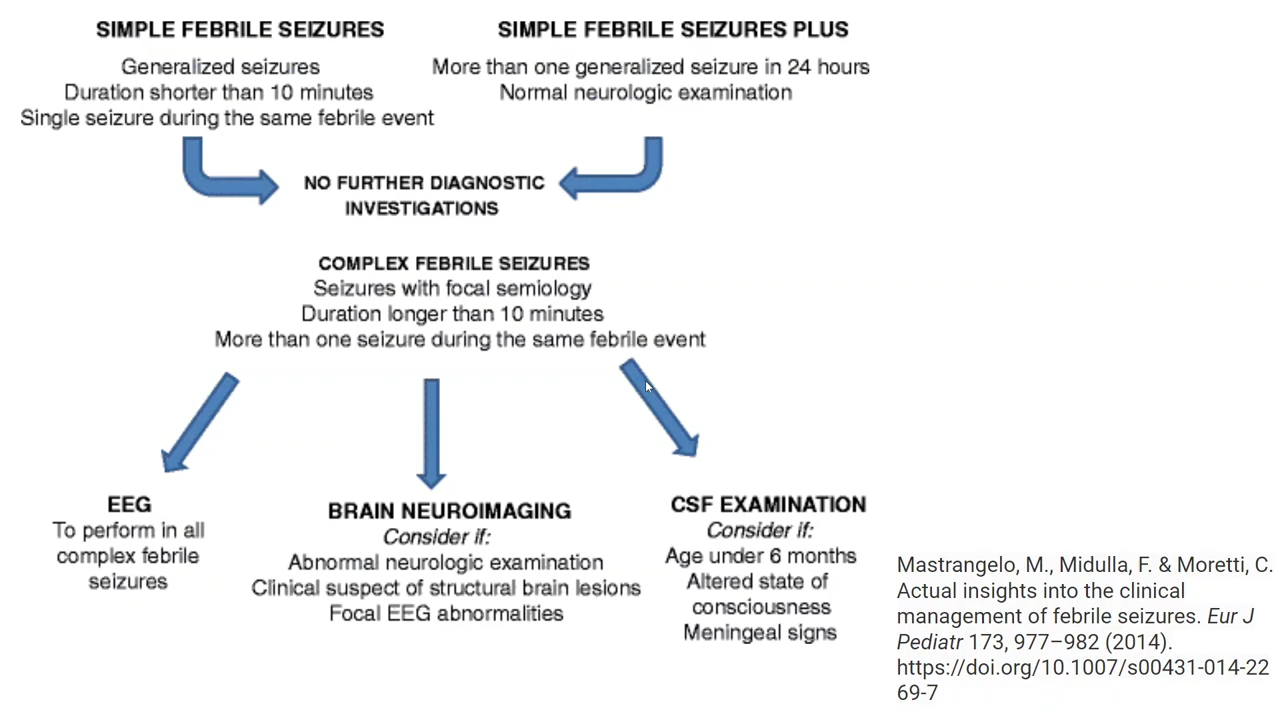 SIMPLE FEBRILE SEIZURES
Generalized seizures
Duration shorter than 10 minutes
Single seizure during the same febrile event
SIMPLE FEBRILE SEIZURES PLUS
More than one generalized seizure in 24 hours
Normal neurologic examination
NO FURTHER DIAGNOSTIC
INVESTIGATIONS
COMPLEX FEBRILE SEIZURES
Seizures with focal semiology
Duration longer than 10 minutes
More than one seizure during the same febrile event
EEG
To perform in all
complex febrile
seizures
BRAIN NEUROIMAGING
Consider if:
Abnormal neurologic examination
Clinical suspect of structural brain lesions
Focal EEG abnormalities
CSF EXAMINATION
Consider if:
Age under 6 months
Altered state of
consciousness
Meningeal signs
Mastrangelo, M., Midulla, F. & Moretti, C.
Actual insights into the clinical
management of febrile seizures. Eur J
Pediatr 173, 977–982 (2014).
https://doi.org/10.1007/s00431-014-22
69-7